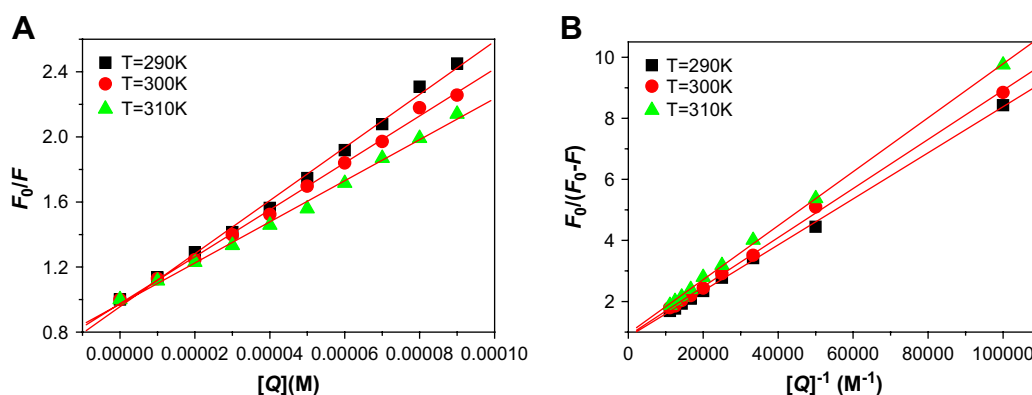 A
T=290K
T=300K
T=310K
F₀/F
2.4
2.0
1.6
1.2
0.8
0.00000 0.00002 0.00004 0.00006 0.00008 0.00010
[Q](M)
B
T=290K
T=300K
T=310K
F₀/(F₀-F)
10
8
6
4
2
0 20000 40000 60000 80000 100000
[Q]⁻¹ (M⁻¹)